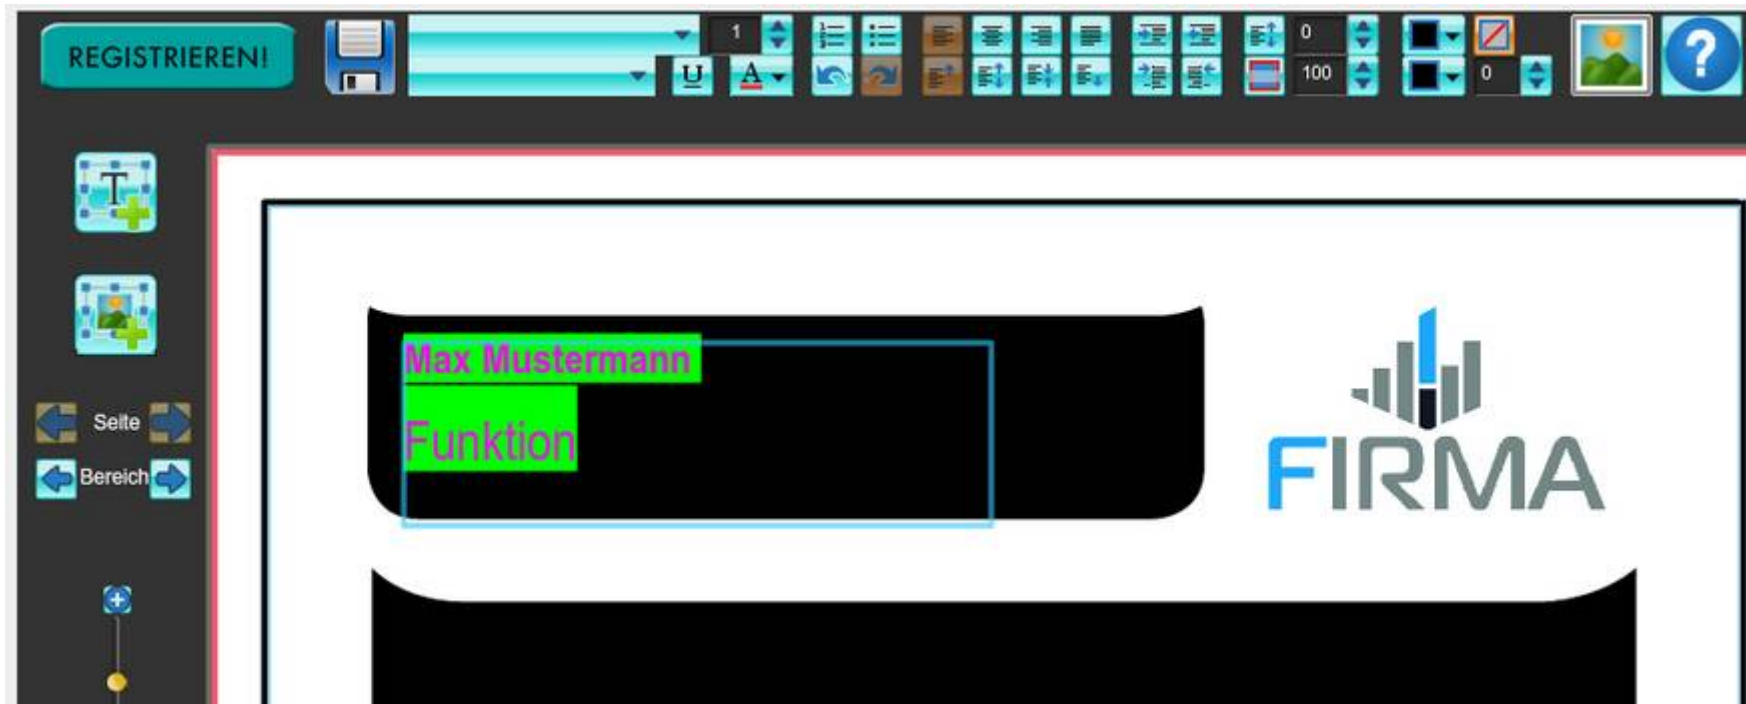 REGISTRIEREN!
1
0
U
A
100
0
?
T
Seite
Bereich
Max Mustermann
Funktion
FIRMA